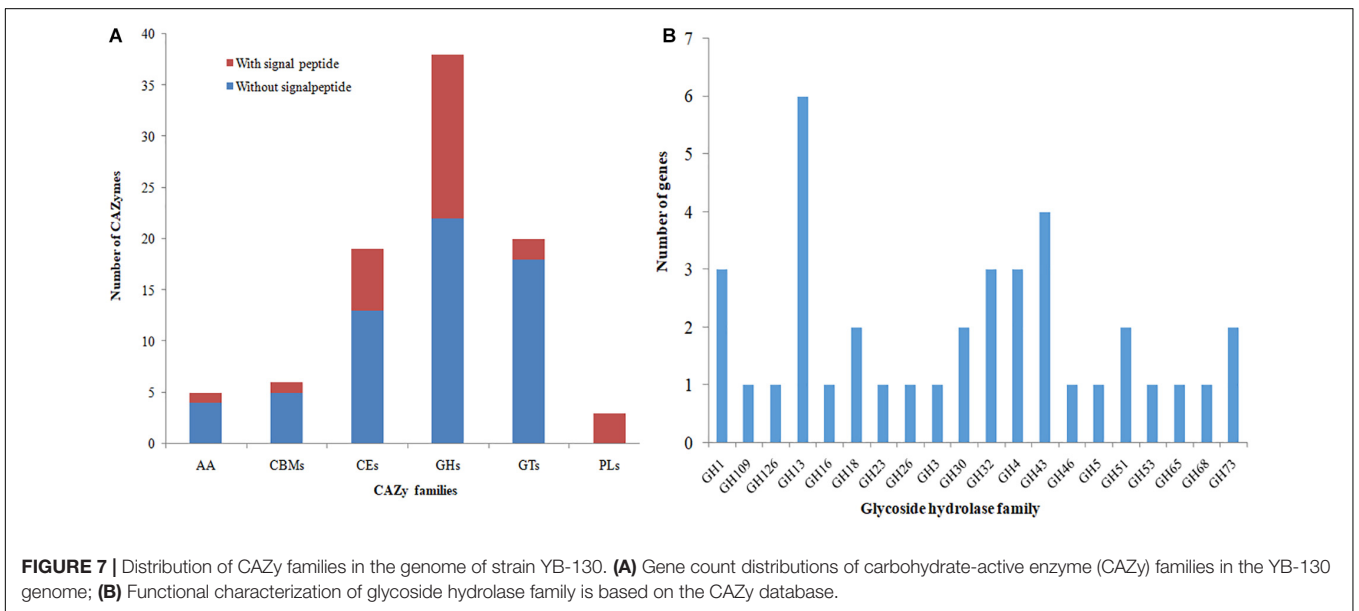 A
40
35
30
25
20
15
10
5
0
Number of CAZymes
With signal peptide
Without signalpeptide
AA CBMs CEs GHs GTs PLs
CAZy families
B
7
6
5
4
3
2
1
0
Number of genes
GH1 GH109 GH126 GH13 GH16 GH18 GH23 GH26 GH3 GH30 GH32 GH4 GH43 GH46 GH5 GH51 GH53 GH65 GH68 GH73
Glycoside hydrolase family
FIGURE 7 | Distribution of CAZy families in the genome of strain YB-130. (A) Gene count distributions of carbohydrate-active enzyme (CAZy) families in the YB-130
genome; (B) Functional characterization of glycoside hydrolase family is based on the CAZy database.